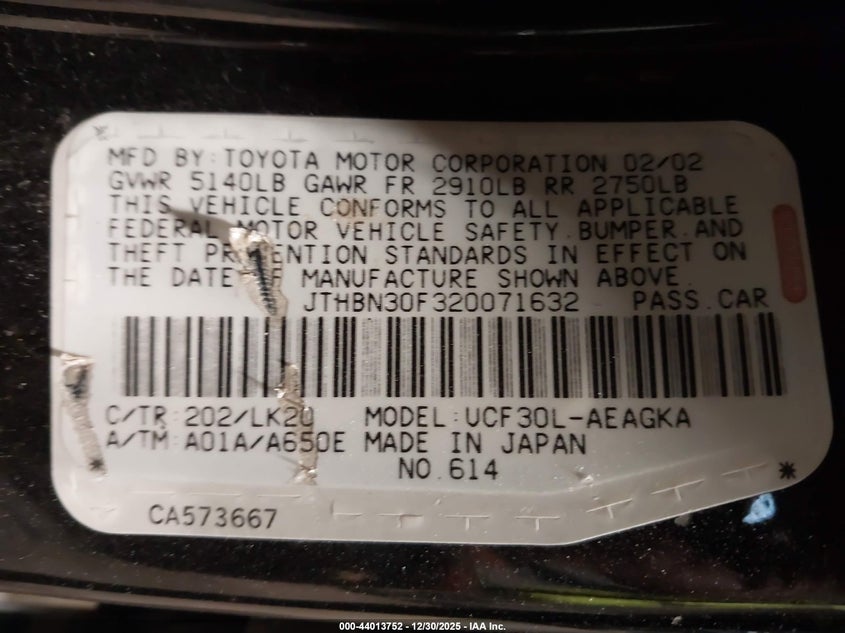 MFD BY: TOYOTA MOTOR CORPORATION 02/02
GVWR 5140LB GAWR FR 2910LB RR 2750LB
THIS VEHICLE CONFORMS TO ALL APPLICABLE
FEDERAL MOTOR VEHICLE SAFETY, BUMPER, AND
THEFT PR ENTION STANDARDS IN EFFECT ON
THE DATE F MANUFACTURE SHOWN ABOVE.
JTHBN30F320071632 PASS. CAR
C/TR: 202/LK20 MODEL: UCF30L-AEAGKA
A/TM: A01A/A650E MADE IN JAPAN
NO. 614
CA573667
000-44013752 - 12/30/2025 - IAA Inc.